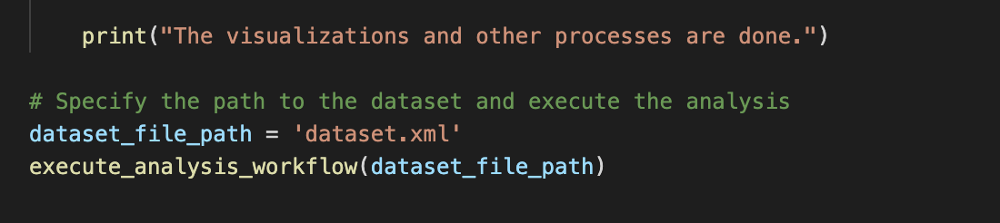 print("The visualizations and other processes are done.")
# Specify the path to the dataset and execute the analysis
dataset_file_path = 'dataset.xml'
execute_analysis_workflow(dataset_file_path)